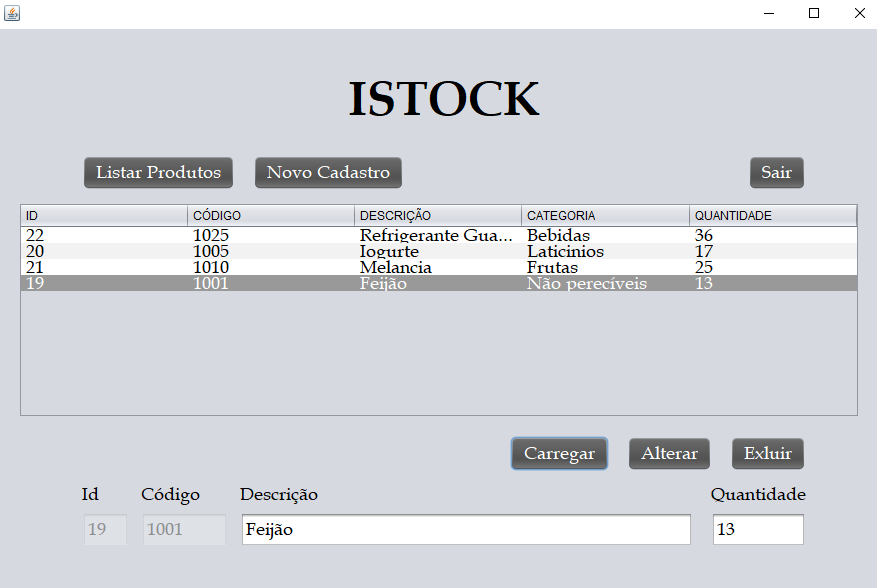 ISTOCK
Listar Produtos Novo Cadastro Sair
ID CÓDIGO DESCRIÇÃO CATEGORIA QUANTIDADE
22 1025 Refrigerante Gua... Bebidas 36
20 1005 Iogurte Laticinios 17
21 1010 Melancia Frutas 25
19 1001 Feijão Não perecíveis 13
Carregar Alterar Exluir
Id Código Descrição Quantidade
19 1001 Feijão 13